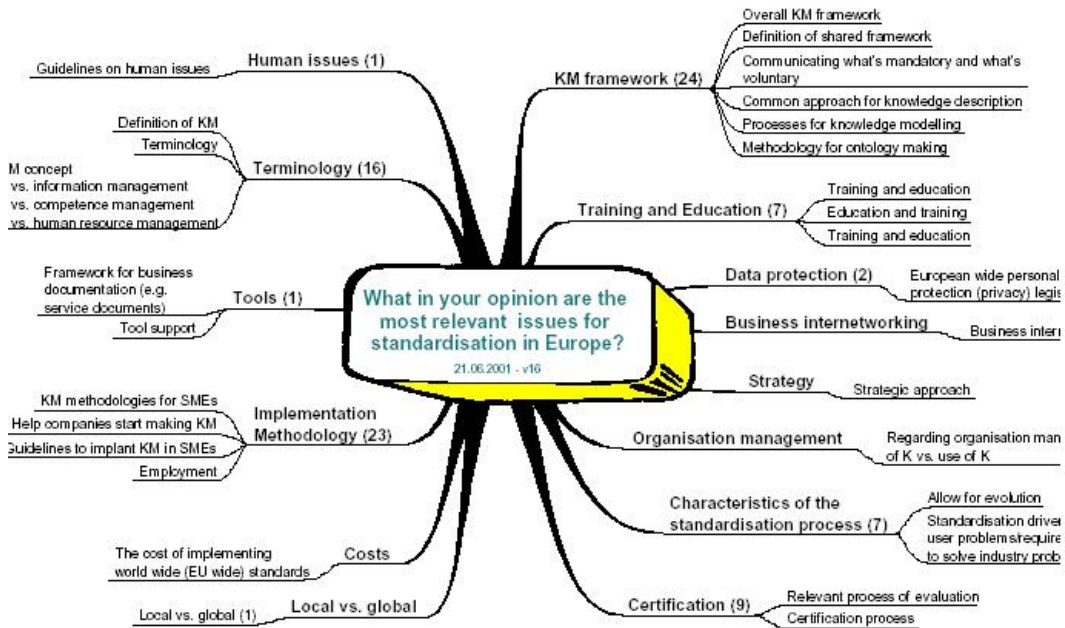 What in your opinion are the
most relevant issues for
standardisation in Europe?
21.06.2001 - v16
KM framework (24)
Overall KM framework
Definition of shared framework
Communicating what's mandatory and what's
voluntary
Common approach for knowledge description
Processes for knowledge modelling
Methodology for ontology making
Training and Education (7)
Training and education
Education and training
Training and education
Data protection (2)
European wide personal
protection (privacy)
Business internetworking
Business
Strategy
Strategic approach
Organisation management
Regarding organisation
of K vs. use of K
Characteristics of the
standardisation process (7)
Allow for evolution
Standardisation
user
to solve industry
Certification (9)
Relevant process of evaluation
Certification process
Human issues (1)
Guidelines on human issues
Terminology (16)
Definition of KM
Terminology
M concept
vs. information management
vs. competence management
vs. human resource management
Tools (1)
Framework for business
documentation (e.g.
service documents)
Tool support
Implementation
Methodology (23)
KM methodologies for SMEs
Help companies start making KM
Guidelines to implant KM in SMEs
Employment
Costs
The cost of implementing
world wide (EU wide) standards
Local vs. global
Local vs. global (1)